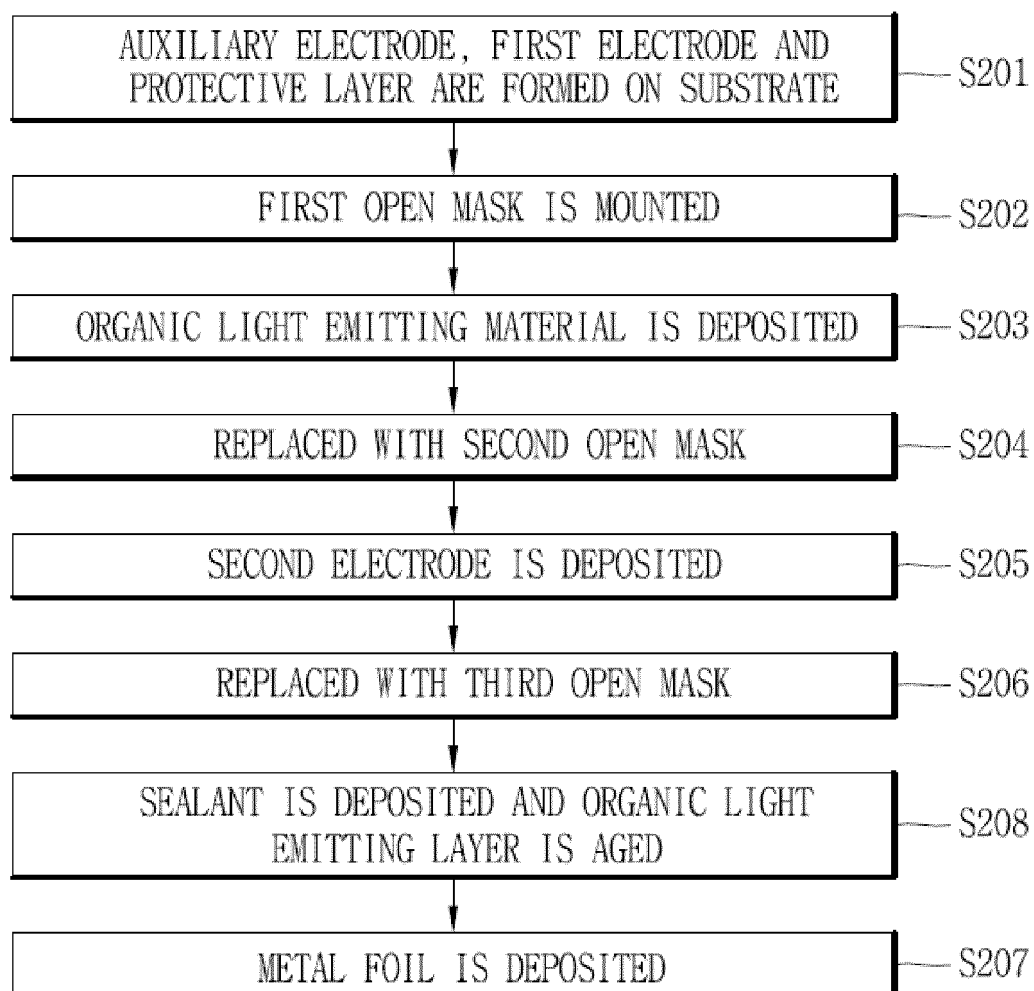 AUXILIARY ELECTRODE, FIRST ELECTRODE AND
PROTECTIVE LAYER ARE FORMED ON SUBSTRATE
S201
FIRST OPEN MASK IS MOUNTED
S202
ORGANIC LIGHT EMITTING MATERIAL IS DEPOSITED
S203
REPLACED WITH SECOND OPEN MASK
S204
SECOND ELECTRODE IS DEPOSITED
S205
REPLACED WITH THIRD OPEN MASK
S206
SEALANT IS DEPOSITED AND ORGANIC LIGHT
EMITTING LAYER IS AGED
S208
METAL FOIL IS DEPOSITED
S207